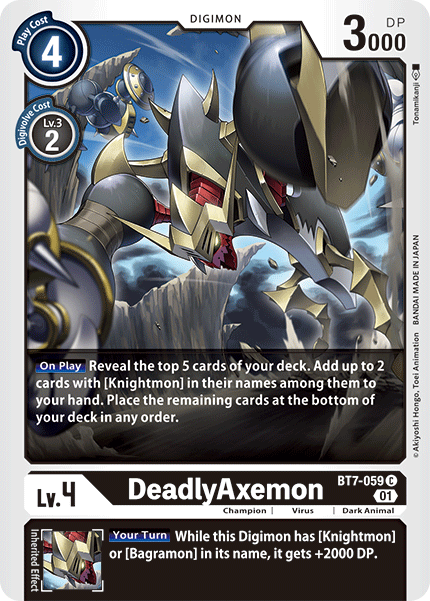 DIGIMON
Play Cost
4
DP
3000
Digivolve Cost
Lv.3
2
Tonamikanji
© Akiyoshi Hongo, Toei Animation BANDAI MADE IN JAPAN
On Play Reveal the top 5 cards of your deck. Add up to 2
cards with [Knightmon] in their names among them to
your hand. Place the remaining cards at the bottom of
your deck in any order.
BT7-059 C
01
Lv.4
DeadlyAxemon
Champion | Virus | Dark Animal
Inherited Effect
Your Turn While this Digimon has [Knightmon]
or [Bagramon] in its name, it gets +2000 DP.